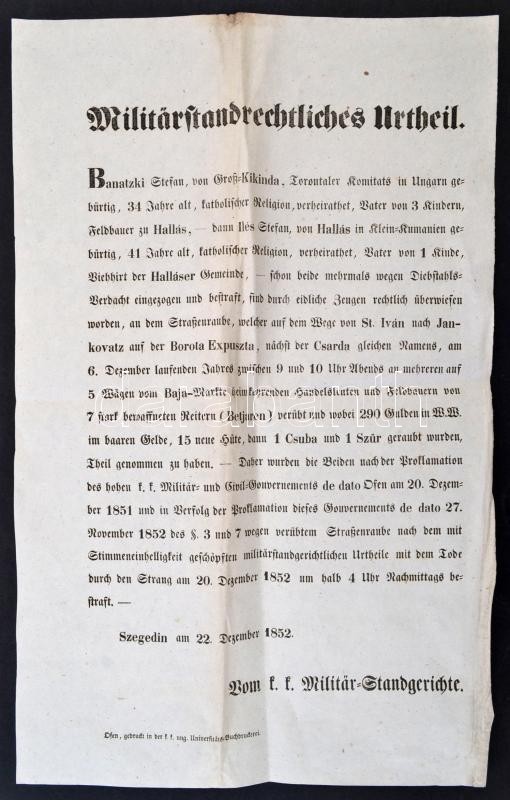 Militärstandrechtliches Urtheil.
Banatzki Stefan, von Groß-Kikinda, Torontaler Komitats in Ungarn ge-
bürtig, 34 Jahre alt, katholischer Religion, verheirathet, Vater von 3 Kindern,
Feldbauer zu Hallás, — dann Ilés Stefan, von Hallás in Klein-Kumanien ge-
bürtig, 41 Jahre alt, katholischer Religion, verheirathet, Vater von 1 Kinde,
Viehhirt der Halláser Gemeinde, — schon beide mehrmals wegen Diebstahls-
Verdacht eingezogen und bestraft, sind durch eidliche Zeugen rechtlich überwiesen
worden, an dem Straßenraube, welcher auf dem Wege von St. Iván nach Jan-
kovatz auf der Borota Expuszta, nächst der Csarda gleichen Namens, am
6. Dezember laufenden Jahres zwischen 9 und 10 Uhr Abends an mehreren auf
5 Wägen vom Baja-Markte heimkehrenden Handelsleuten und Feldbauern von
7 stark bewaffneten Reitern (Betjaren) verübt und wobei 290 Gulden in W.W.
im baaren Gelde, 15 neue Hüte, dann 1 Csuba und 1 Szür geraubt wurden,
Theil genommen zu haben. — Daher wurden die Beiden nach der Proklamation
des hohen k. k. Militär- und Civil-Gouvernements de dato Ofen am 20. Dezem-
ber 1851 und in Verfolg der Proklamation dieses Gouvernements de dato 27.
November 1852 des §. 3 und 7 wegen verübtem Straßenraube nach dem mit
Stimmeneinhelligkeit geschöpften militärstandgerichtlichen Urtheile mit dem Tode
durch den Strang am 20. Dezember 1852 um halb 4 Uhr Nachmittags be-
straft. —
Szegedin am 22. Dezember 1852.
Vom k. k. Militär-Standgerichte.
Ofen, gedruckt in der k. k. ung. Universitäts-Buchdruckerei.